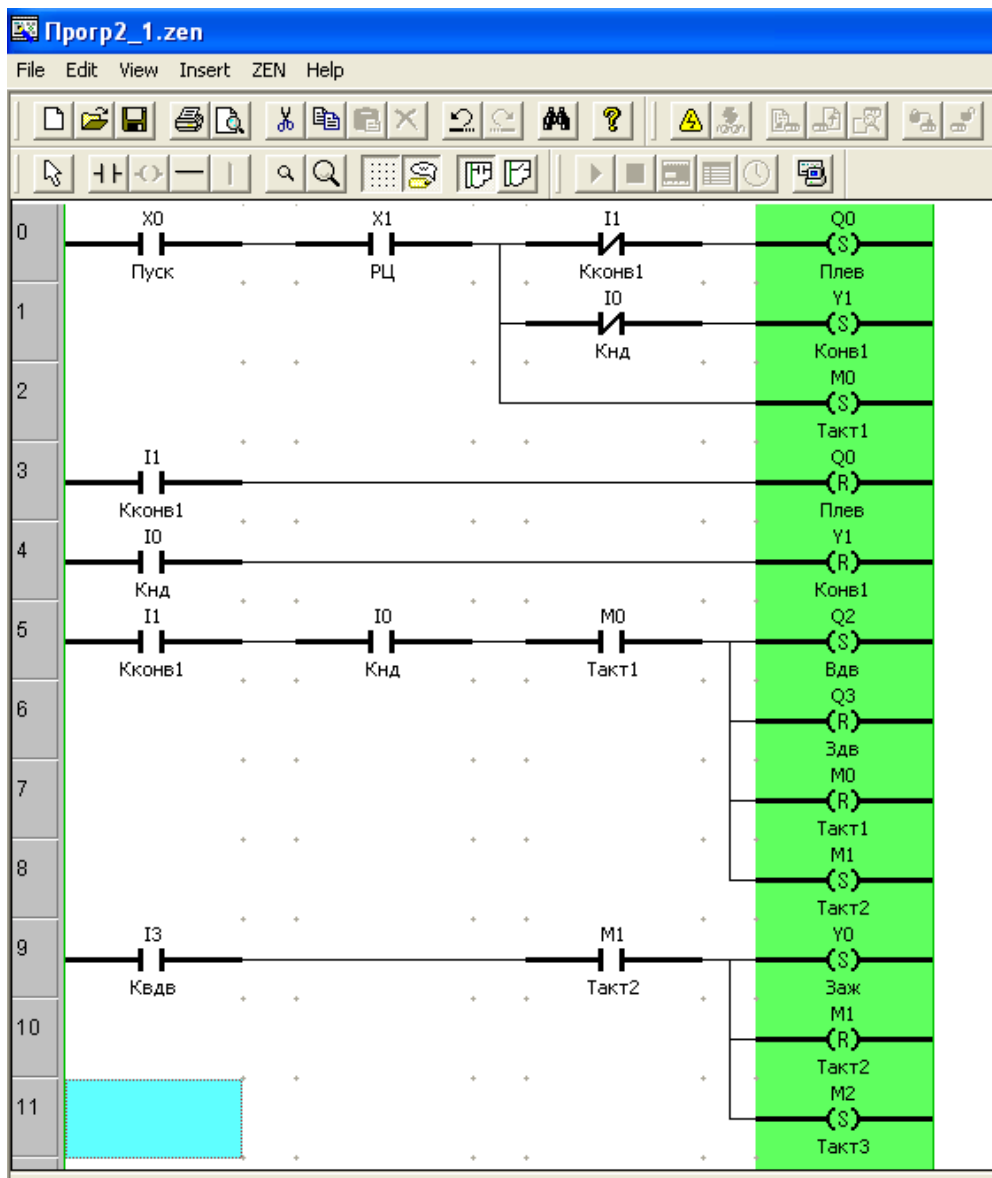 Прогр2_1.zen
File Edit View Insert ZEN Help
0 X0 X1 I1 Q0
S
Пуск РЦ Кконв1 Плев
1 I0 Y1
S
Кнд Конв1
2 M0
S
Такт1
3 I1 Q0
R
Кконв1 Плев
4 I0 Y1
R
Кнд Конв1
5 I1 I0 M0 Q2
S
Кконв1 Кнд Такт1 Вдв
6 Q3
R
Здв
7 M0
R
Такт1
8 M1
S
Такт2
9 I3 M1 Y0
S
Квдв Такт2 Заж
10 M1
R
Такт2
11 M2
S
Такт3